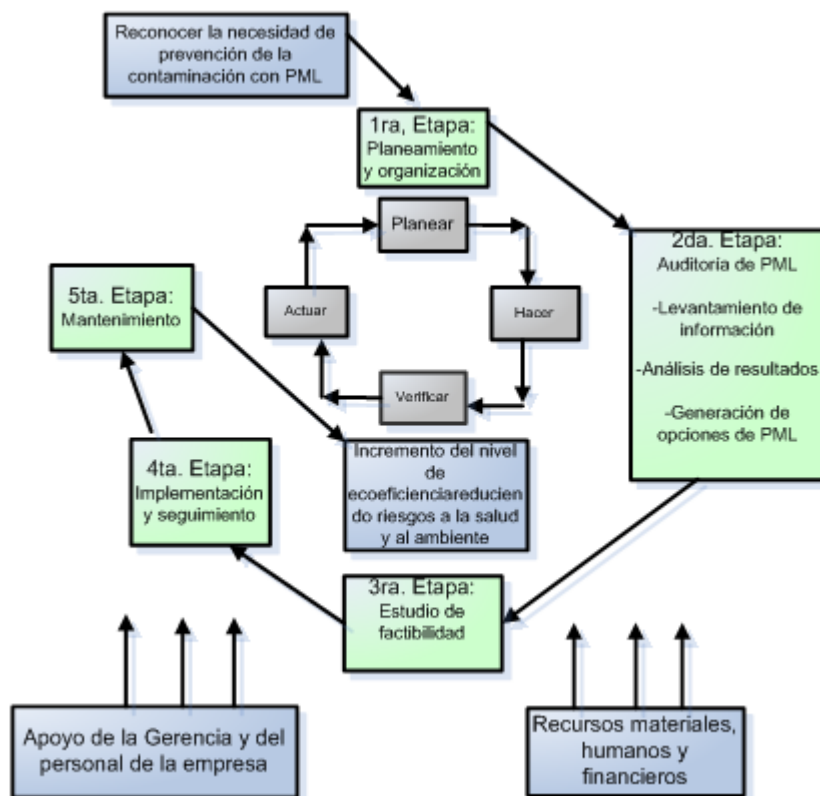 Reconocer la necesidad de
prevención de la
contaminación con PML
1ra, Etapa:
Planeamiento
y organización
Planear
2da. Etapa:
Auditoria de PML
-Levantamiento de
información
-Análisis de resultados
-Generación de
opciones de PML
5ta. Etapa:
Mantenimiento
Actuar
Hacer
Verificar
4ta. Etapa:
Implementación
y seguimiento
Incremento del nivel
de
ecoeficienciareducien
do riesgos a la salud
y al ambiente
3ra. Etapa:
Estudio de
factibilidad
Apoyo de la Gerencia y del
personal de la empresa
Recursos materiales,
humanos y
financieros